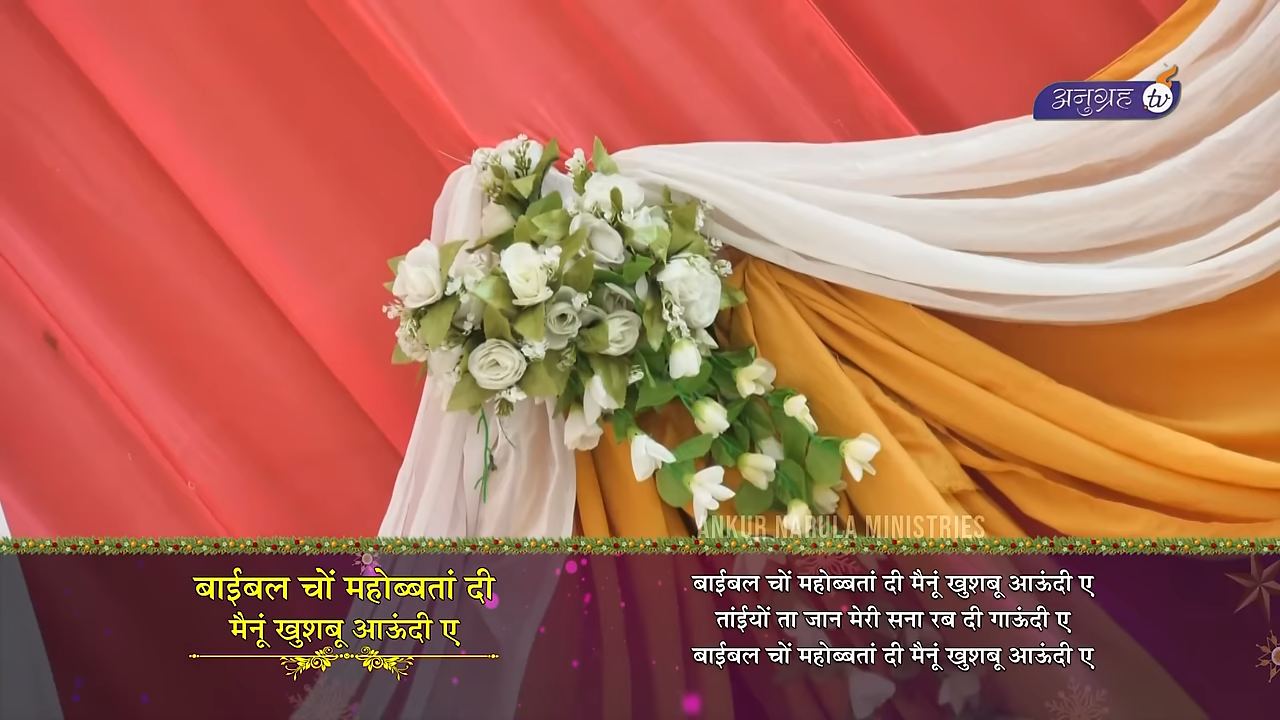 अनुग्रह tv
ANKUR NARULA MINISTRIES
बाईबल चों महोब्बतां दी
मैनूं खुशबू आऊंदी ए
बाईबल चों महोब्बतां दी मैनूं खुशबू आऊंदी ए
तांईयों ता जान मेरी सना रब दी गाऊंदी ए
बाईबल चों महोब्बतां दी मैनूं खुशबू आऊंदी ए